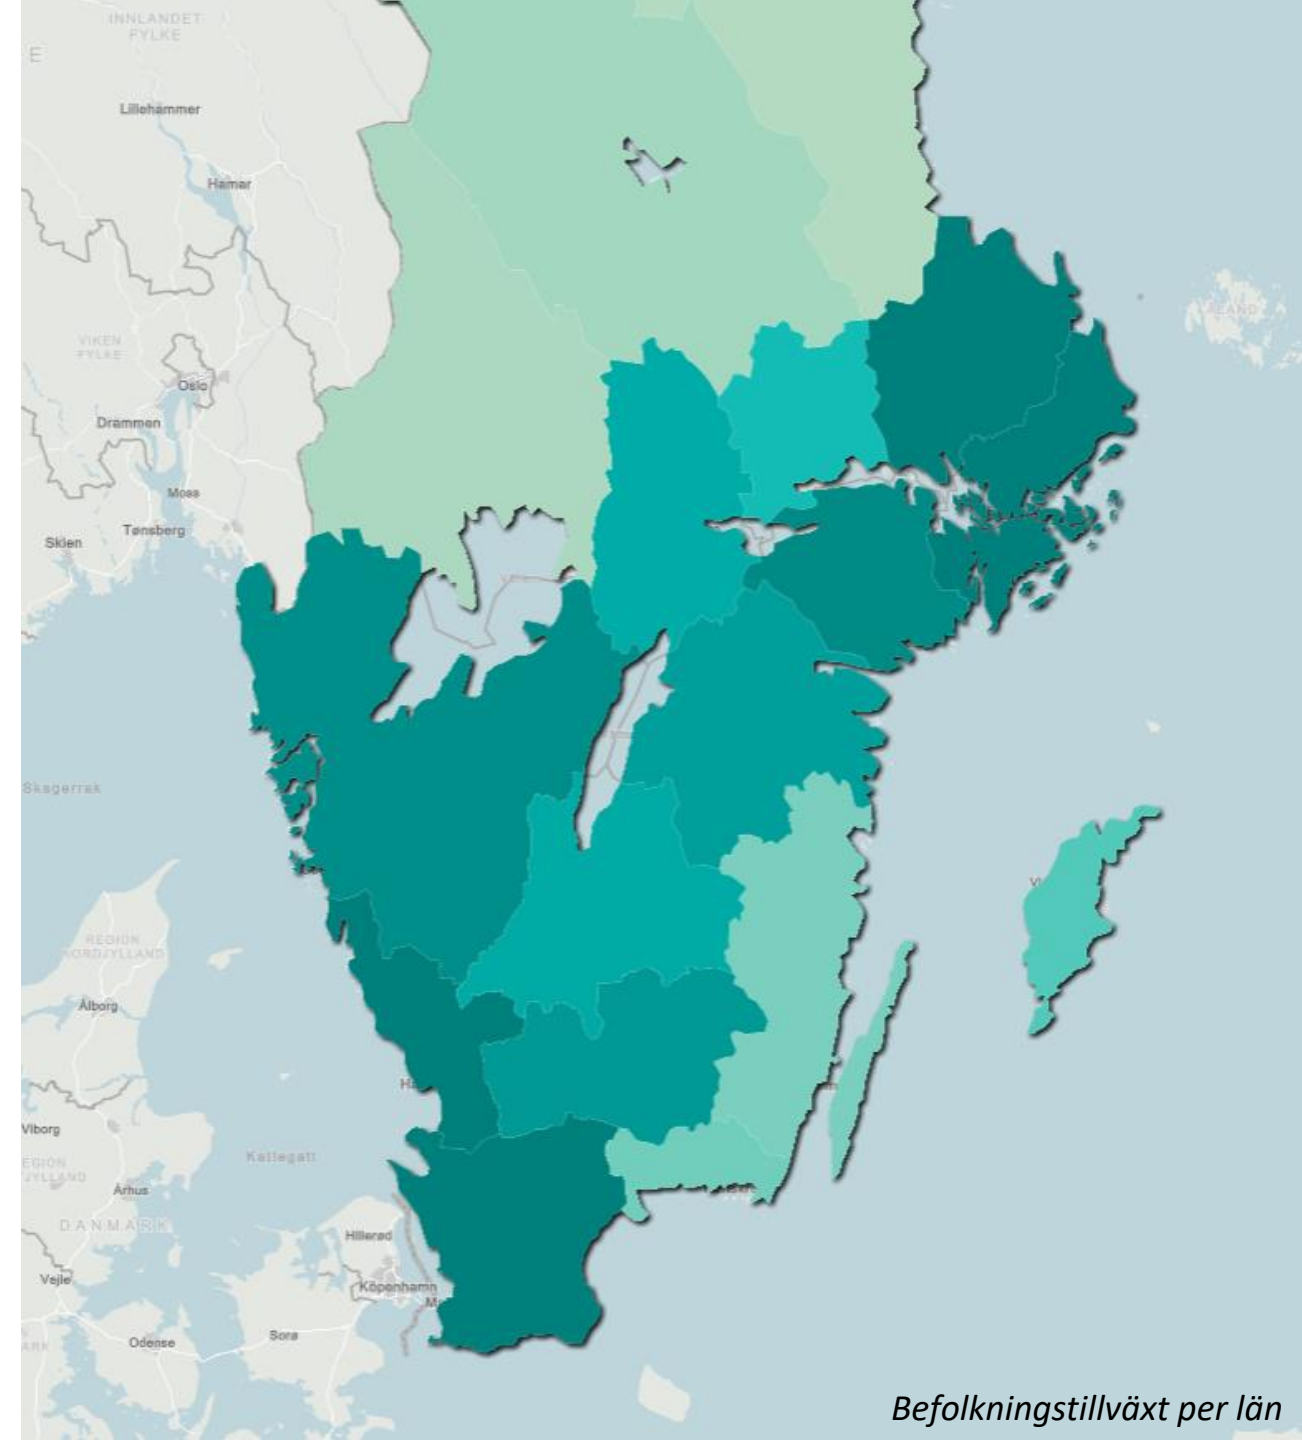 INNLANDET
FYLKE
E
Lillehammer
Hamar
VIKEN
FYLKE
Oslo
ÅLAND
Drammen
Moss
Tønsberg
Skien
Skagerrak
REGION
NORDJYLLAND
Ålborg
Viborg
Kattegatt
Århus
DANMARK
Hillerød
Vejle
Köpenhamn
Odense
Sorø
Befolkningstillväxt per län